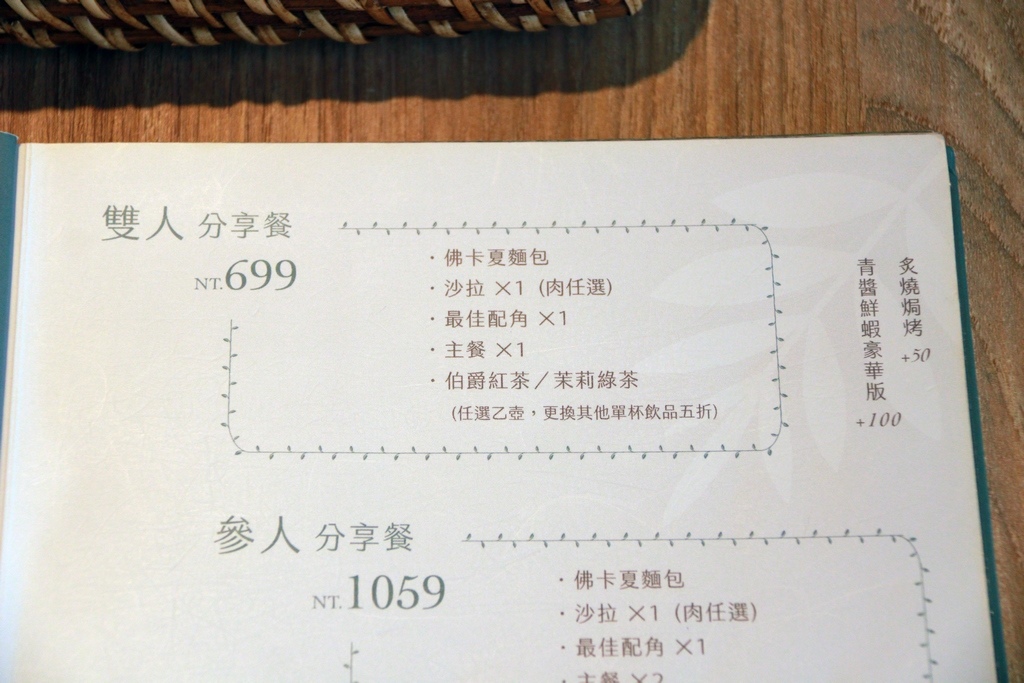 雙人 分享餐
NT.699
・佛卡夏麵包
・沙拉 ×1 (肉任選)
・最佳配角 ×1
・主餐 ×1
・伯爵紅茶／茉莉綠茶
(任選乙壺，更換其他單杯飲品五折)
炙燒焗烤 +50
青醬鮮蝦豪華版 +100
參人 分享餐
NT.1059
・佛卡夏麵包
・沙拉 ×1 (肉任選)
・最佳配角 ×1
・主餐 ×2